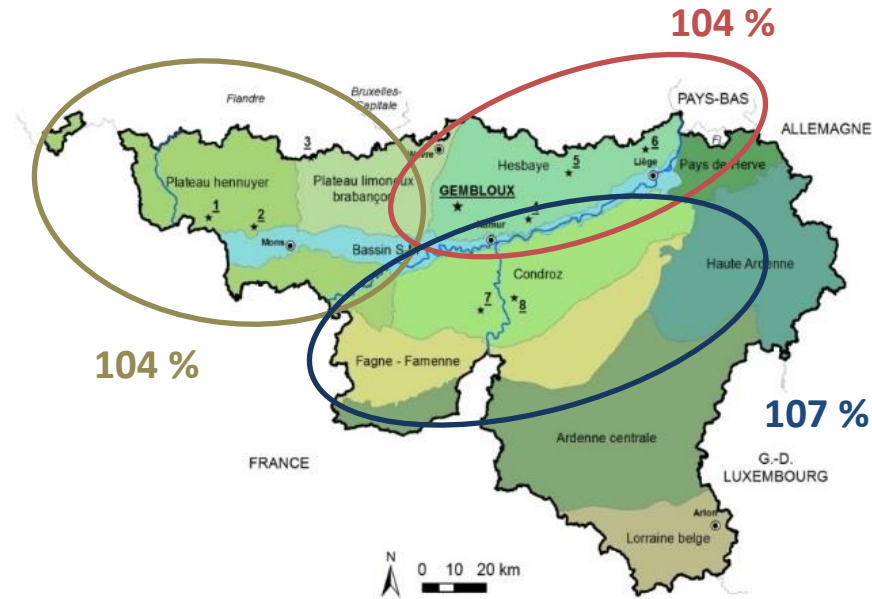 104 %
Flandre
Bruxelles-
Capitale
PAYS-BAS
ALLEMAGNE
3
6
5
Hesbaye
Liège
Pays de Herve
Plateau hennuyer
Plateau limoneux
brabançon
GEMBLOUX
1
2
4
Namur
Mons
Bassin S.M.
Condroz
Haute Ardenne
7
8
104 %
Fagne - Famenne
107 %
Ardenne centrale
FRANCE
G.-D.
LUXEMBOURG
Arlon
Lorraine belge
N
0 10 20 km